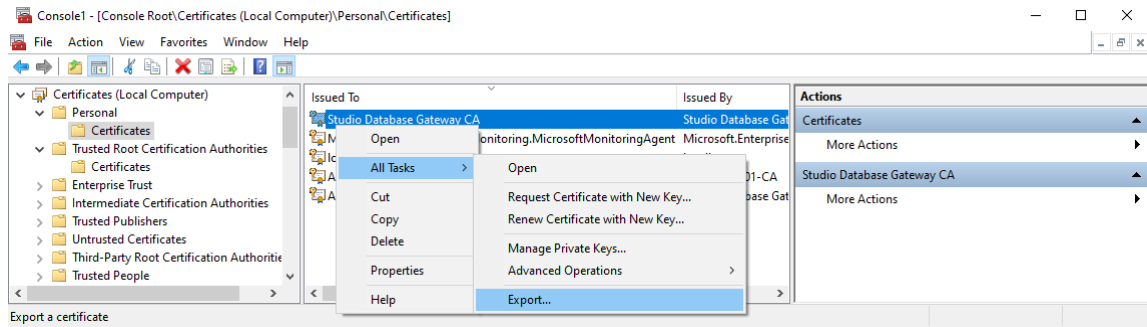 Console1 - [Console Root\Certificates (Local Computer)\Personal\Certificates]
File Action View Favorites Window Help
Certificates (Local Computer)
Personal
Certificates
Trusted Root Certification Authorities
Certificates
Enterprise Trust
Intermediate Certification Authorities
Trusted Publishers
Untrusted Certificates
Third-Party Root Certification Authoritie
Trusted People
Issued To
Issued By
Studio Database Gateway CA
Studio Database Gat
M
onitoring.MicrosoftMonitoringAgent
Microsoft.Enterprise
lo
A
01-CA
A
base Gat
Open
All Tasks
Cut
Copy
Delete
Properties
Help
Open
Request Certificate with New Key...
Renew Certificate with New Key...
Manage Private Keys...
Advanced Operations
Export...
Actions
Certificates
More Actions
Studio Database Gateway CA
More Actions
Export a certificate